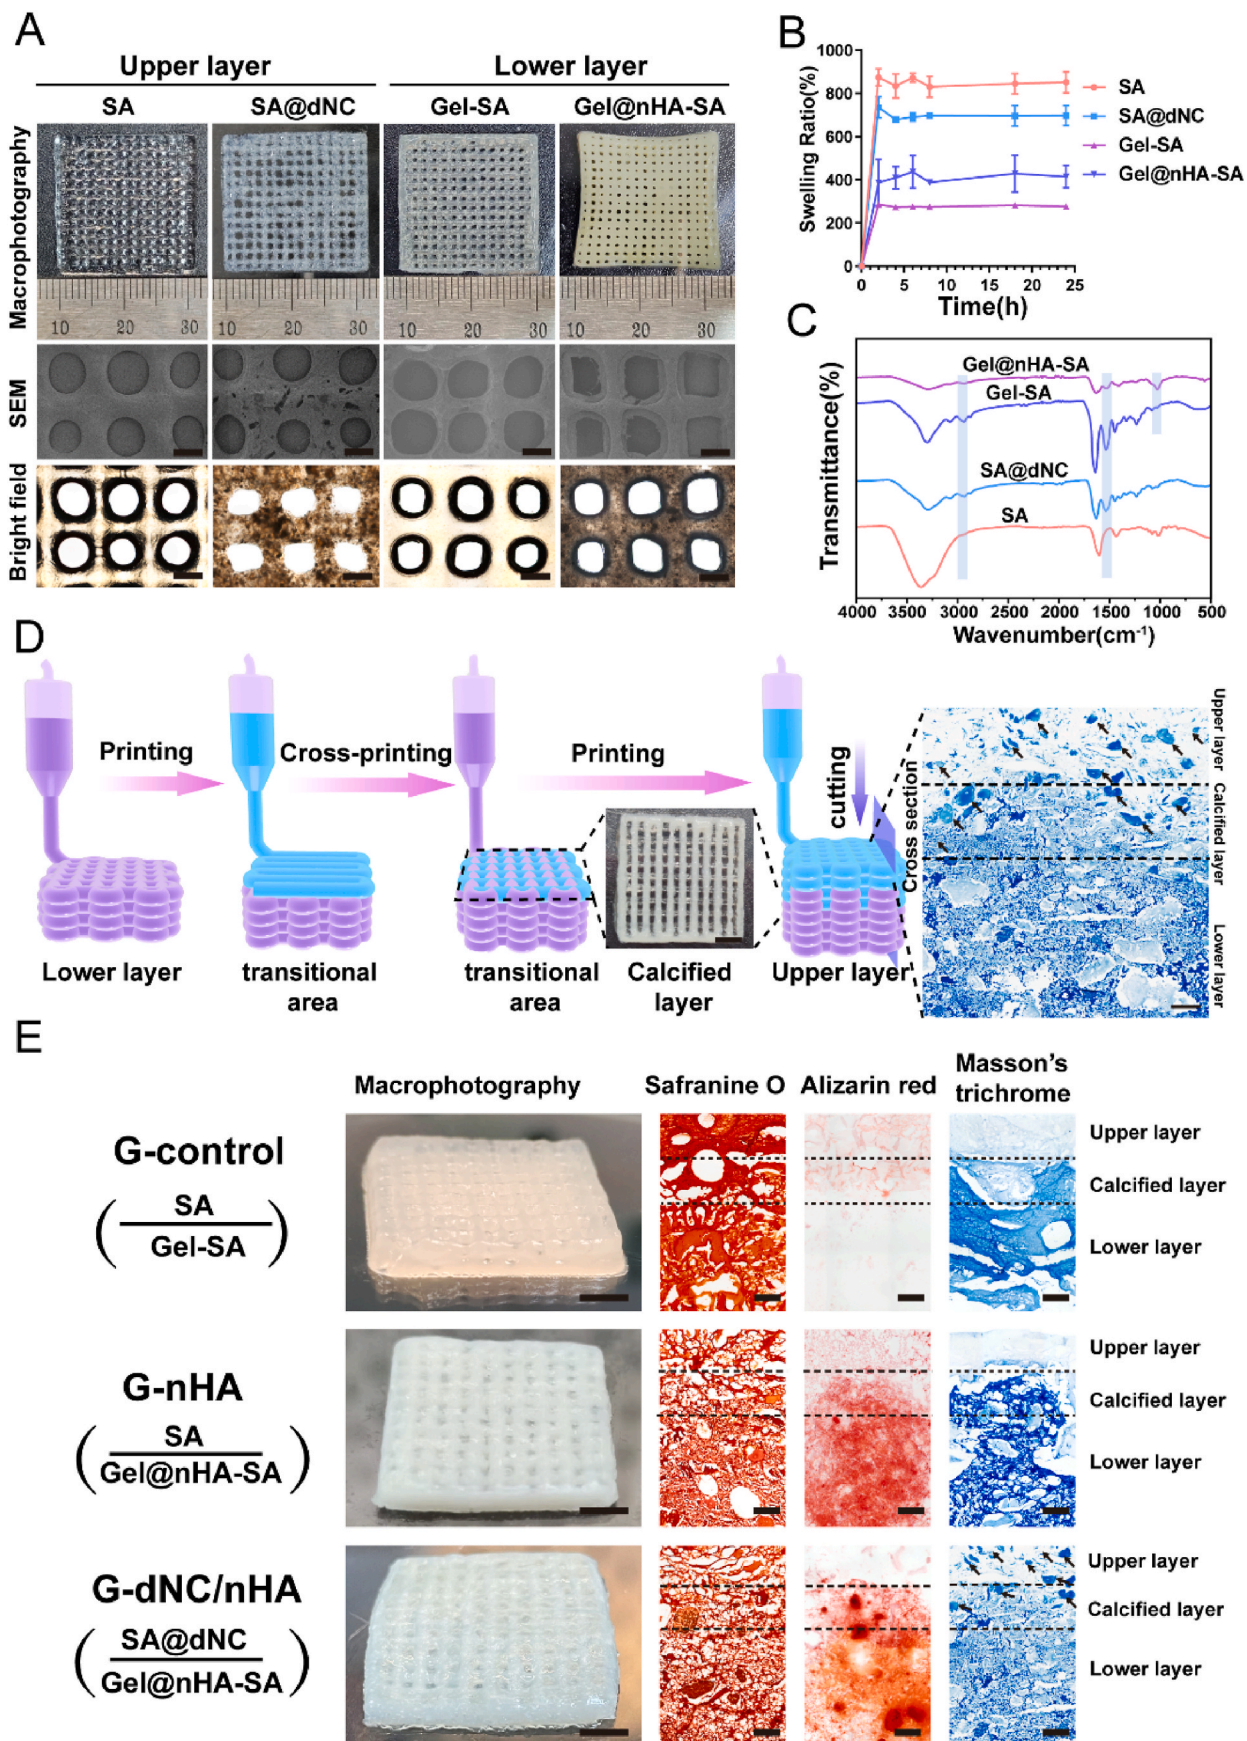 A
Upper layer
Lower layer
SA
SA@dNC
Gel-SA
Gel@nHA-SA
Macrophotography
10 20 30
10 20 30
10 20 30
10 20 30
SEM
Bright field
B
Swelling Ratio(%)
1000
800
600
400
200
0
0 5 10 15 20 25
Time(h)
SA
SA@dNC
Gel-SA
Gel@nHA-SA
C
Transmittance(%)
Gel@nHA-SA
Gel-SA
SA@dNC
SA
4000 3500 3000 2500 2000 1500 1000 500
Wavenumber(cm-1)
D
Printing
Cross-printing
Printing
cutting
Cross section
Lower layer
transitional
area
transitional
area
Calcified
layer
Upper layer
Upper layer
Calcified layer
Lower layer
E
Macrophotography
Safranine O
Alizarin red
Masson's
trichrome
G-control
( SA
Gel-SA )
Upper layer
Calcified layer
Lower layer
G-nHA
( SA
Gel@nHA-SA )
Upper layer
Calcified layer
Lower layer
G-dNC/nHA
( SA@dNC
Gel@nHA-SA )
Upper layer
Calcified layer
Lower layer